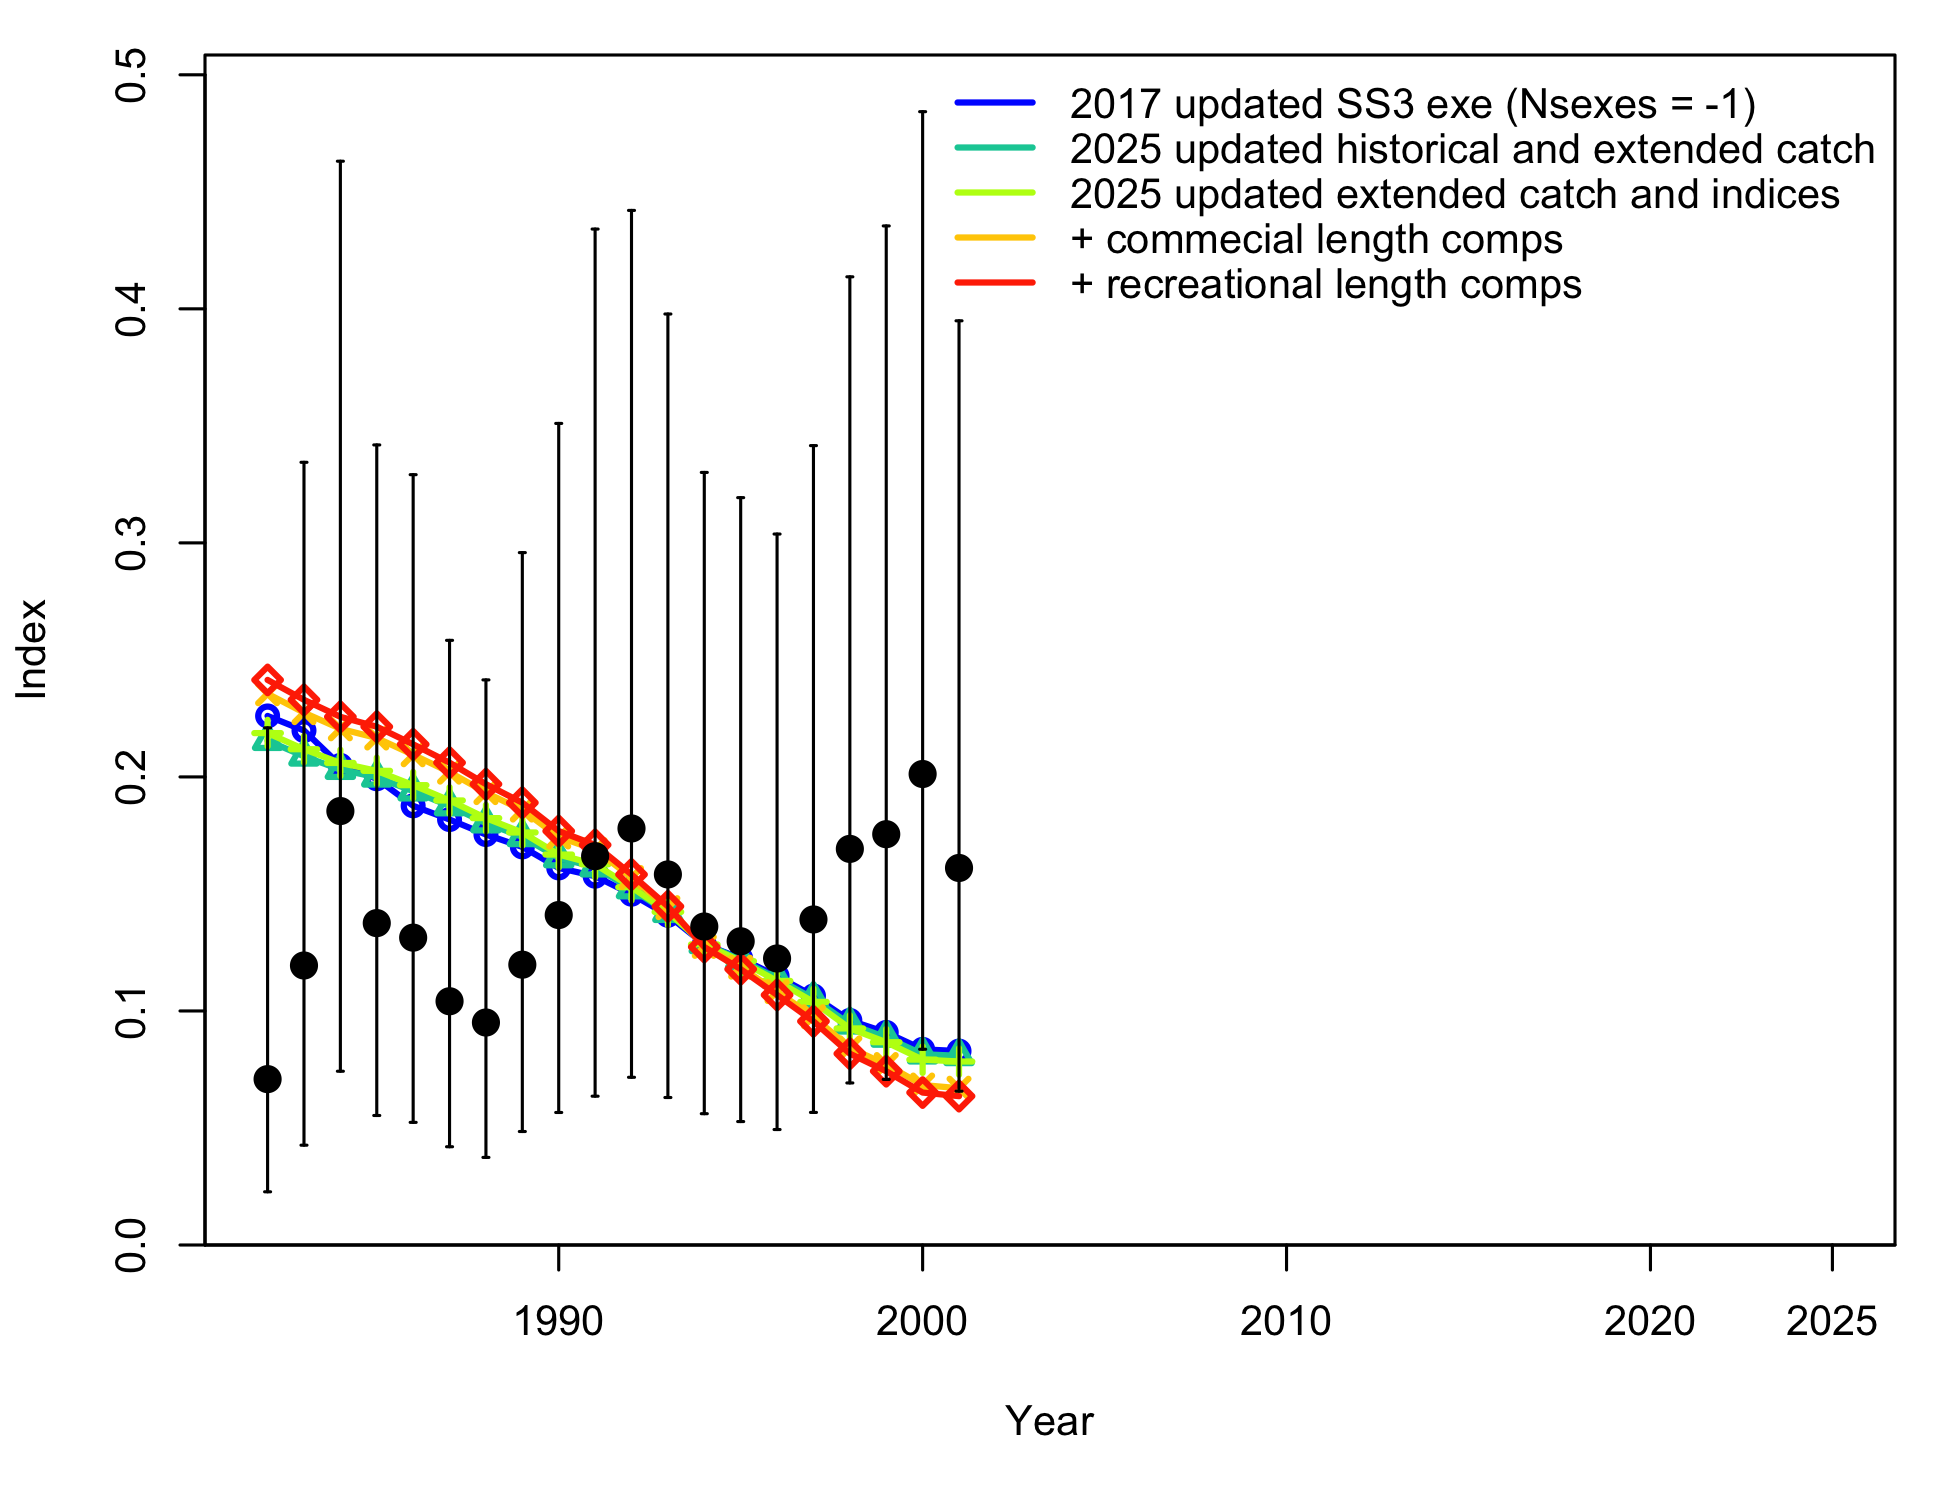 2017 updated SS3 exe (Nsexes = -1)
2025 updated historical and extended catch
2025 updated extended catch and indices
+ commecial length comps
+ recreational length comps
0.5
0.4
0.3
0.2
0.1
0.0
Index
1990 2000 2010 2020 2025
Year